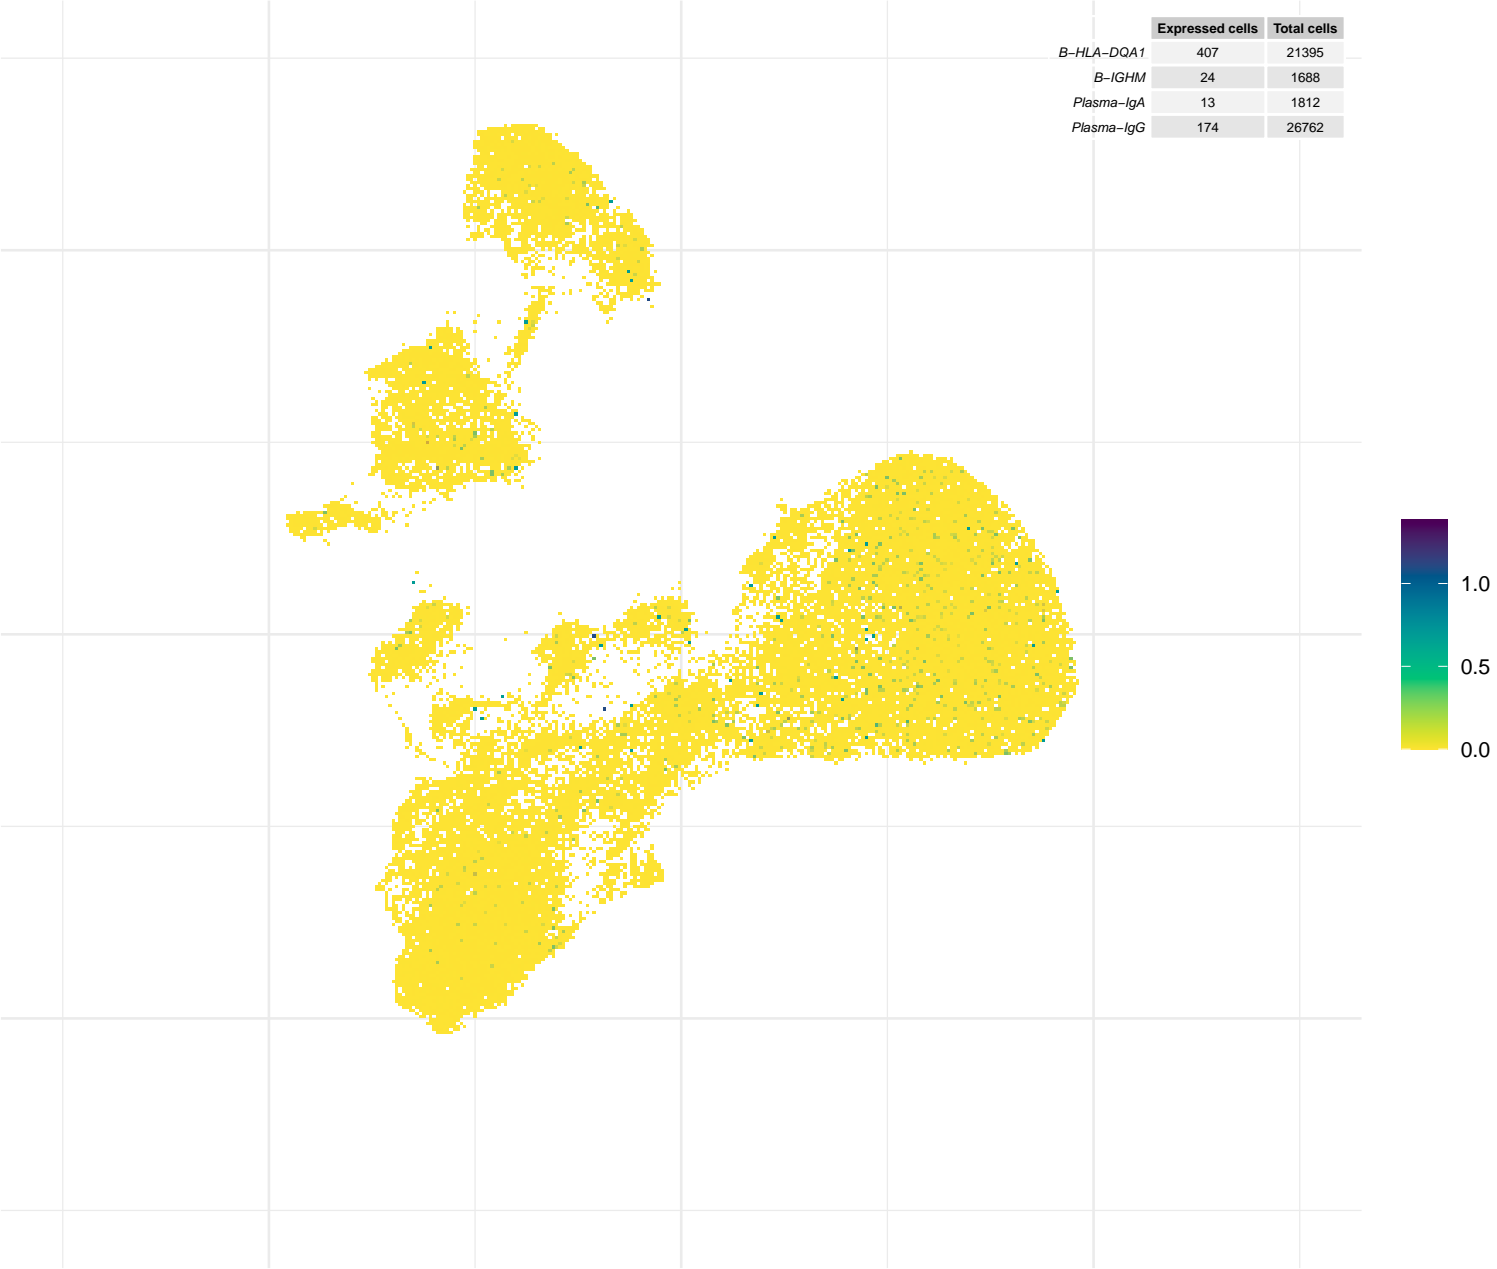 Expressed cells Total cells
B−HLA−DQA1 407 21395
B−IGHM 24 1688
Plasma−IgA 13 1812
Plasma−IgG 174 26762
1.0
0.5
0.0